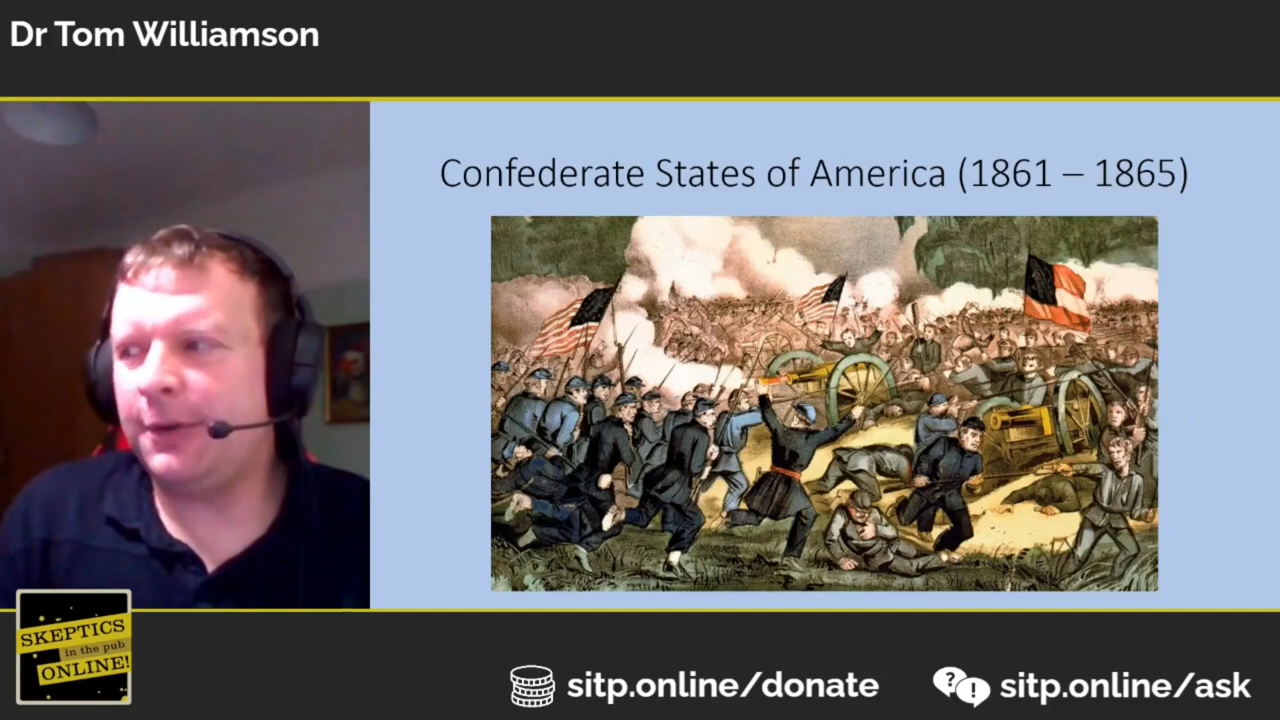 Dr Tom Williamson
Confederate States of America (1861 – 1865)
SKEPTICS
in the pub
ONLINE!
sitp.online/donate
sitp.online/ask